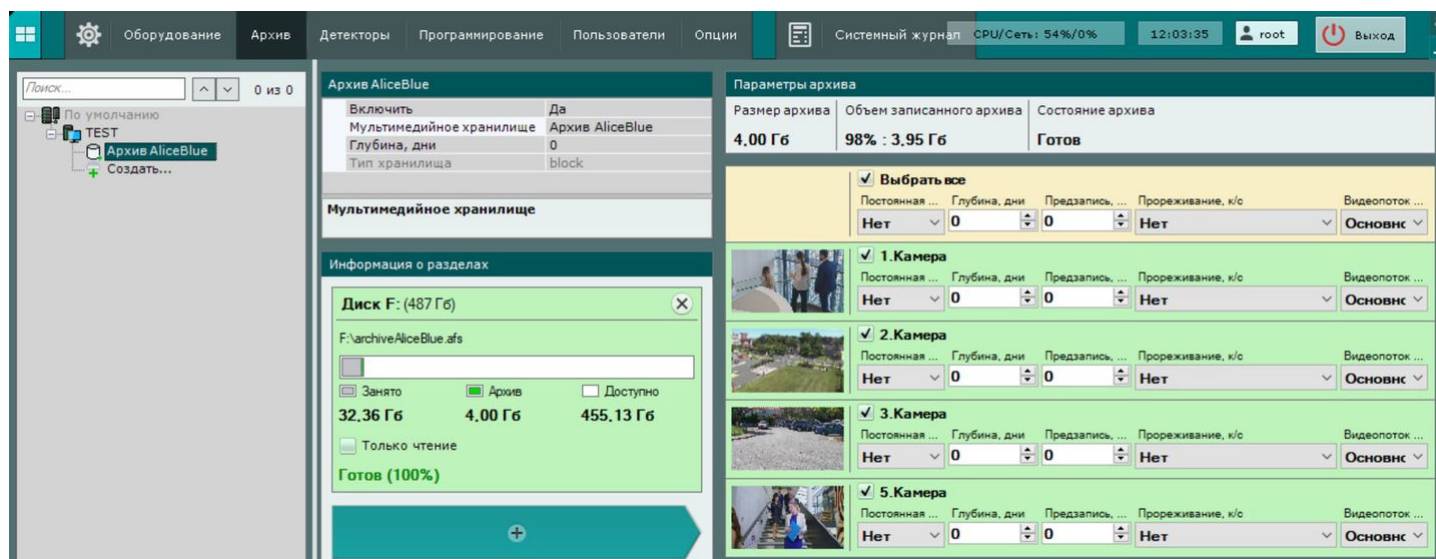 Оборудование Архив Детекторы Программирование Пользователи Опции Системный журнал CPU/Сеть: 54%/0% 12:03:35 root Выход
Поиск... 0 из 0
По умолчанию
TEST
Архив AliceBlue
Создать...
Архив AliceBlue
Включить Да
Мультимедийное хранилище Архив AliceBlue
Глубина, дни 0
Тип хранилища block
Мультимедийное хранилище
Информация о разделах
Диск F: (487 Гб)
F:\archiveAliceBlue.afs
Занято Архив Доступно
32,36 Гб 4,00 Гб 455,13 Гб
Только чтение
Готов (100%)
Параметры архива
Размер архива Объем записанного архива Состояние архива
4,00 Гб 98% : 3,95 Гб Готов
Выбрать все
Постоянная ... Глубина, дни Предзапись, ... Прореживание, к/с Видеопоток ...
Нет 0 0 Нет Основнс
1.Камера
Постоянная ... Глубина, дни Предзапись, ... Прореживание, к/с Видеопоток ...
Нет 0 0 Нет Основнс
2.Камера
Постоянная ... Глубина, дни Предзапись, ... Прореживание, к/с Видеопоток ...
Нет 0 0 Нет Основнс
3.Камера
Постоянная ... Глубина, дни Предзапись, ... Прореживание, к/с Видеопоток ...
Нет 0 0 Нет Основнс
5.Камера
Постоянная ... Глубина, дни Предзапись, ... Прореживание, к/с Видеопоток ...
Нет 0 0 Нет Основнс